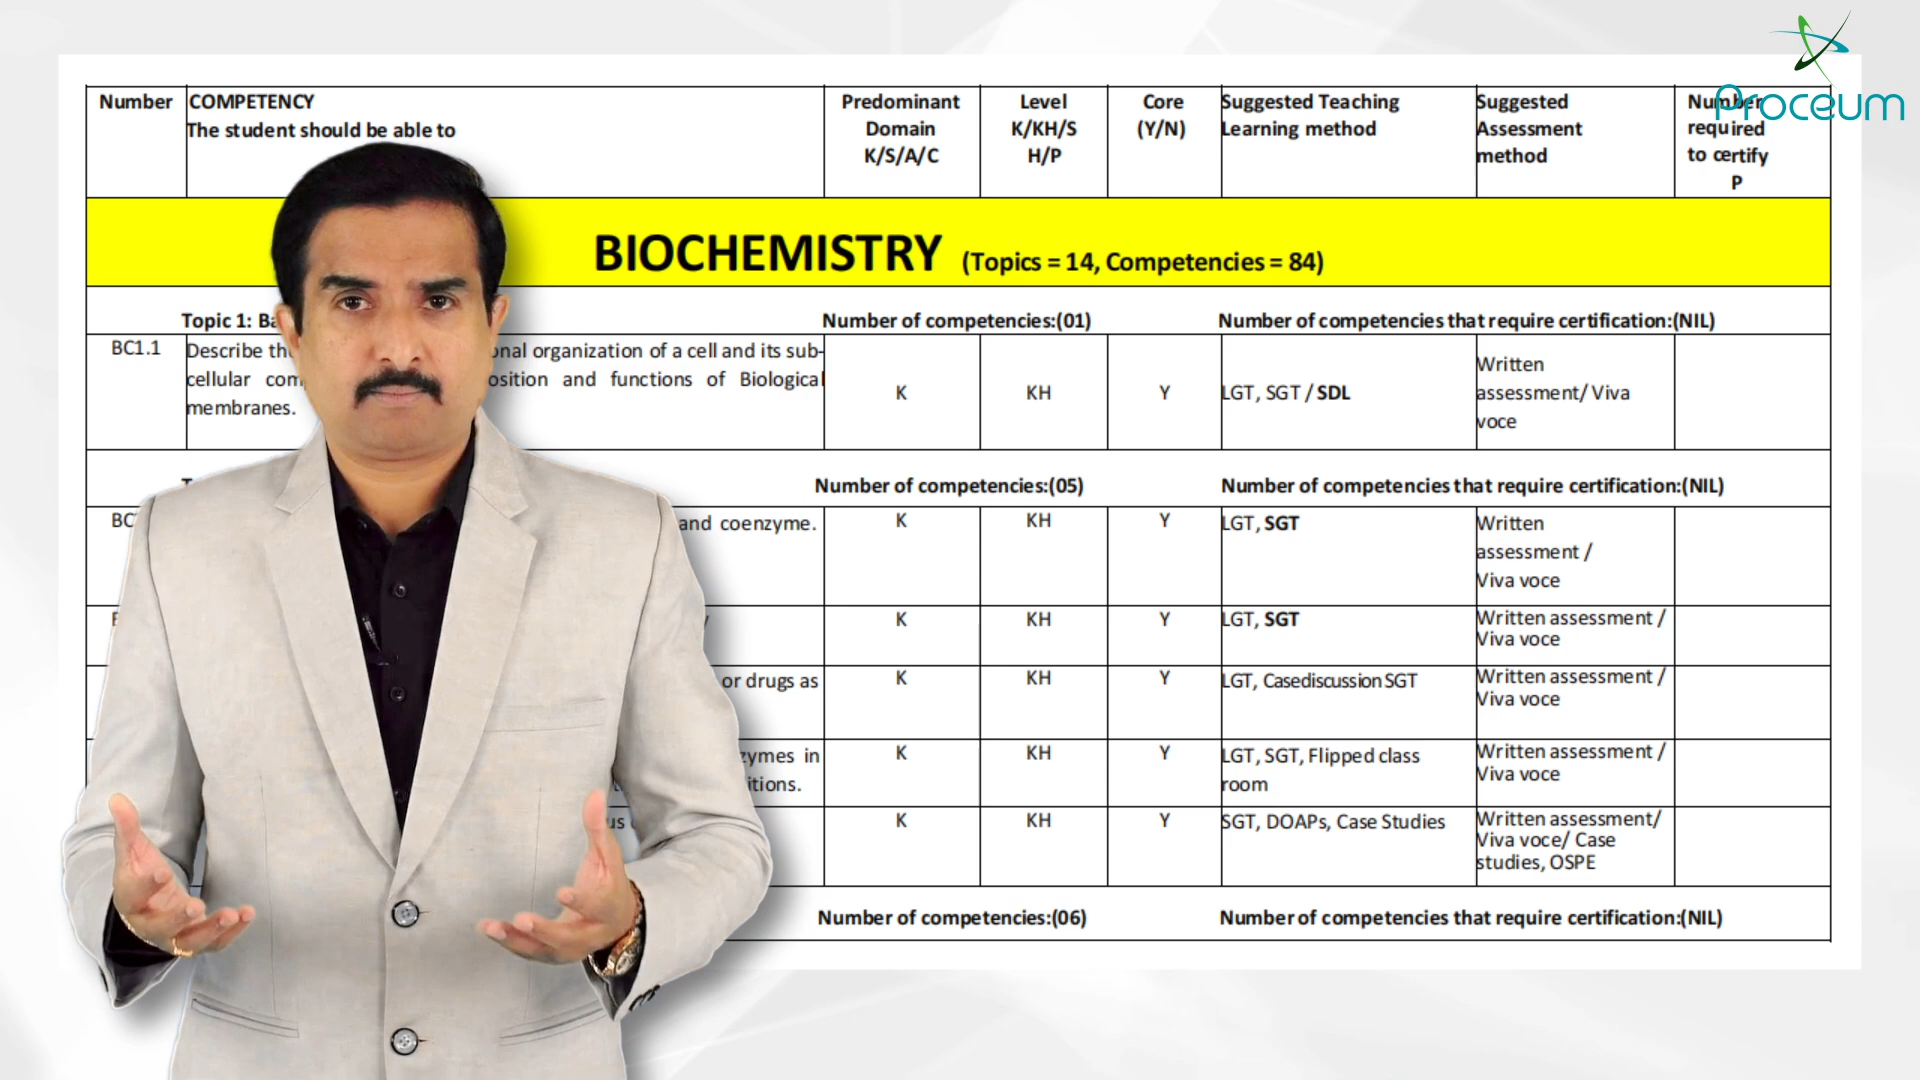 Proceum
Number COMPETENCY Predominant Level Core Suggested Teaching Suggested Number
The student should be able to Domain K/KH/S (Y/N) Learning method Assessment required
K/S/A/C H/P method to certify
P
BIOCHEMISTRY (Topics = 14, Competencies = 84)
Topic 1: Number of competencies:(01) Number of competencies that require certification:(NIL)
BC1.1 Describe organization of a cell and its sub-
cellular and functions of Biological
membranes.
K KH Y LGT, SGT / SDL Written
assessment/ Viva
voce
Number of competencies:(05) Number of competencies that require certification:(NIL)
and coenzyme. K KH Y LGT, SGT Written
assessment /
Viva voce
K KH Y LGT, SGT Written assessment /
Viva voce
or drugs as K KH Y LGT, Casediscussion SGT Written assessment /
Viva voce
in K KH Y LGT, SGT, Flipped class Written assessment /
room Viva voce
K KH Y SGT, DOAPs, Case Studies Written assessment/
Viva voce/ Case
studies, OSPE
Number of competencies:(06) Number of competencies that require certification:(NIL)